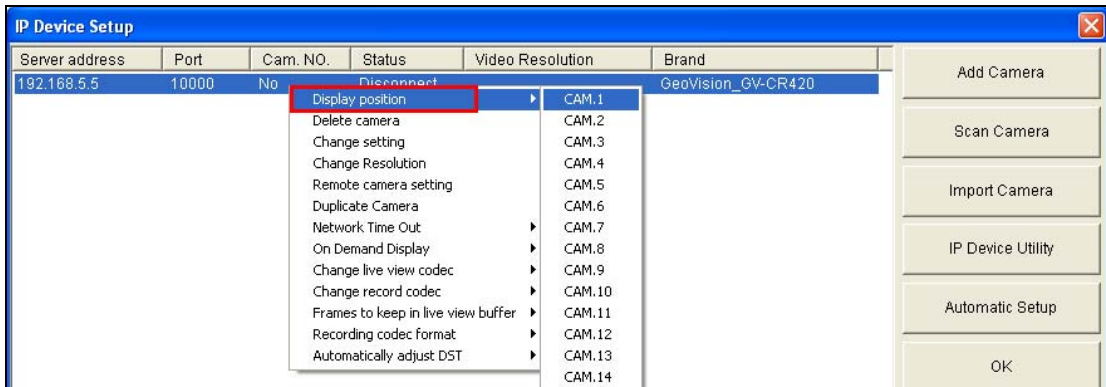 IP Device Setup
Server address Port Cam. NO. Status Video Resolution Brand
192.168.5.5 10000 No Disconnect GeoVision_GV-CR420
Display position
Delete camera
Change setting
Change Resolution
Remote camera setting
Duplicate Camera
Network Time Out
On Demand Display
Change live view codec
Change record codec
Frames to keep in live view buffer
Recording codec format
Automatically adjust DST
CAM.1
CAM.2
CAM.3
CAM.4
CAM.5
CAM.6
CAM.7
CAM.8
CAM.9
CAM.10
CAM.11
CAM.12
CAM.13
CAM.14
Add Camera
Scan Camera
Import Camera
IP Device Utility
Automatic Setup
OK